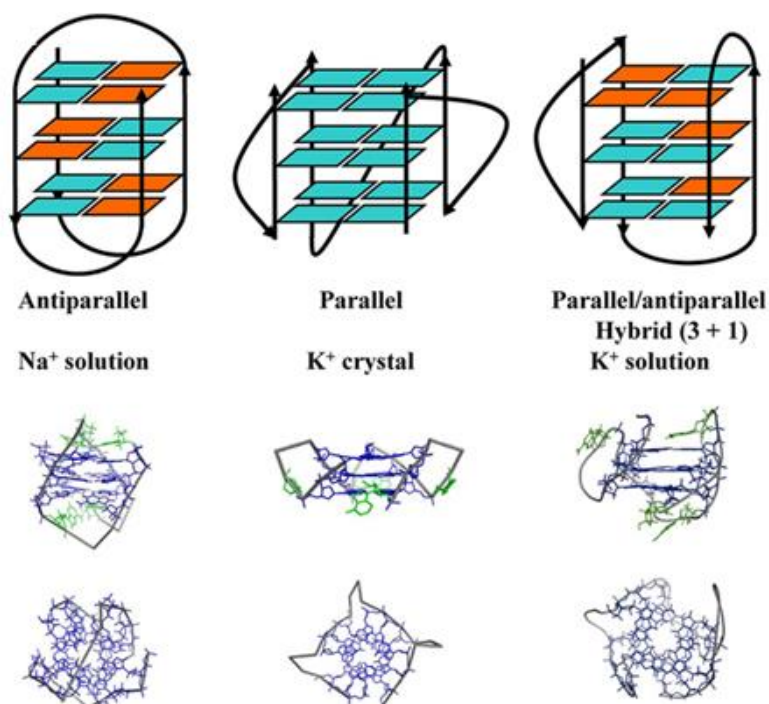 Antiparallel
Parallel
Parallel/antiparallel
Hybrid (3 + 1)
Na⁺ solution
K⁺ crystal
K⁺ solution